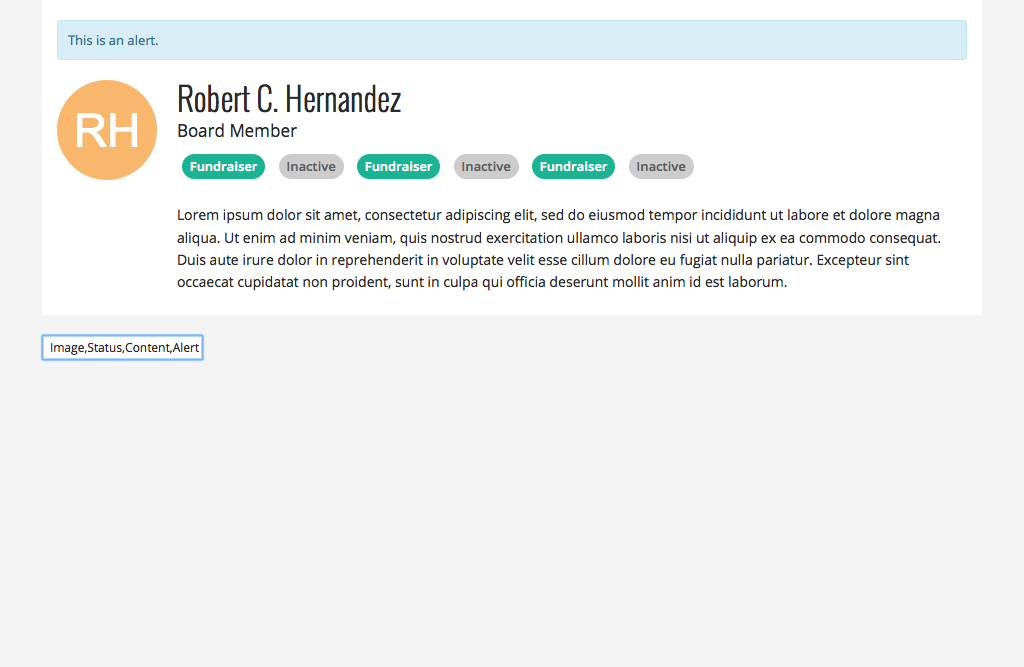 This is an alert.
RH
Robert C. Hernandez
Board Member
Fundraiser Inactive Fundraiser Inactive Fundraiser Inactive
Lorem ipsum dolor sit amet, consectetur adipiscing elit, sed do eiusmod tempor incididunt ut labore et dolore magna
aliqua. Ut enim ad minim veniam, quis nostrud exercitation ullamco laboris nisi ut aliquip ex ea commodo consequat.
Duis aute irure dolor in reprehenderit in voluptate velit esse cillum dolore eu fugiat nulla pariatur. Excepteur sint
occaecat cupidatat non proident, sunt in culpa qui officia deserunt mollit anim id est laborum.
Image,Status,Content,Alert